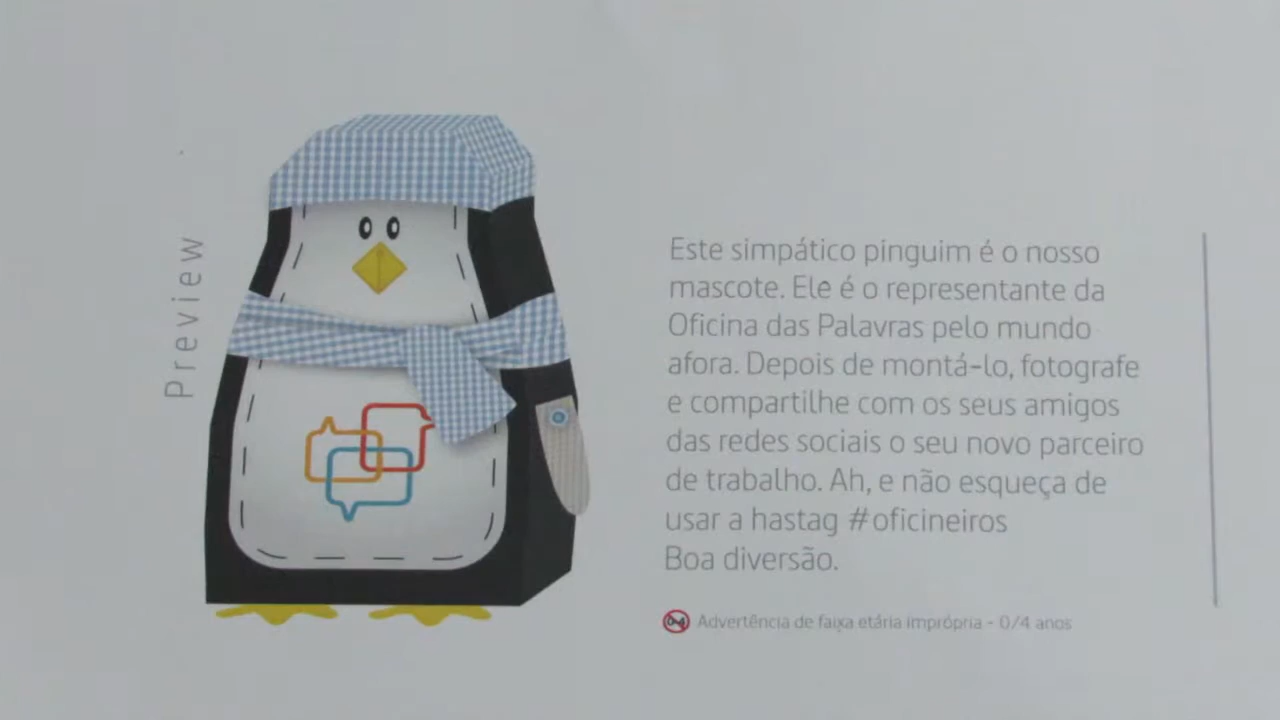 Preview
Este simpático pinguim é o nosso
mascote. Ele é o representante da
Oficina das Palavras pelo mundo
afora. Depois de montá-lo, fotografe
e compartilhe com os seus amigos
das redes sociais o seu novo parceiro
de trabalho. Ah, e não esqueça de
usar a hastag #oficineiros
Boa diversão.
0-4
Advertência de faixa etária imprópria - 0/4 anos